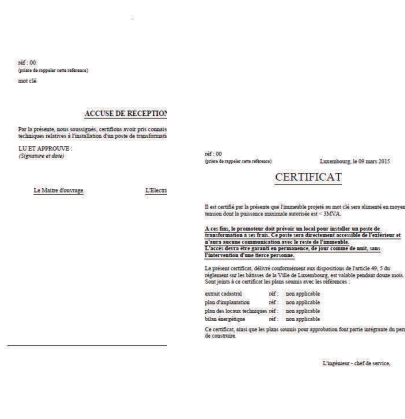 réf : 00
(prière de rappeler cette référence)
mot clé
ACCUSE DE RECEPTION
Par la présente, nous soussignés, certifions avoir pris connais
techniques relatives à l'installation d'un poste de transformate
LU ET APPROUVE :
(Signature et date)
Le Maître d'ouvrage
L'Electri
réf : 00
(prière de rappeler cette référence)
Luxembourg, le 09 mars 2015
CERTIFICAT
Il est certifié par la présente que l'immeuble projeté au mot clé sera alimenté en moyen
tension dont la puissance maximale autorisée est < 3MVA.
A ces fins, le promoteur doit prévoir un local pour installer un poste de
transformation à ses frais. Ce poste sera directement accessible de l'extérieur et
n'aura aucune communication avec le reste de l'immeuble.
L'accès devra être garanti en permanence, de jour comme de nuit, sans
l'intervention d'une tierce personne.
Le présent certificat, délivré conformément aux dispositions de l'article 49, 5 du
règlement sur les bâtisses de la Ville de Luxembourg, est valable pendant douze mois.
Sont joints à ce certificat les plans soumis avec les références :
extrait cadastral réf : non applicable
plan d'implantation réf : non applicable
plan des locaux techniques réf : non applicable
bilan énergétique réf : non applicable
Ce certificat, ainsi que les plans soumis pour approbation font partie intégrante du per
de construire.
L'ingénieur - chef de service,